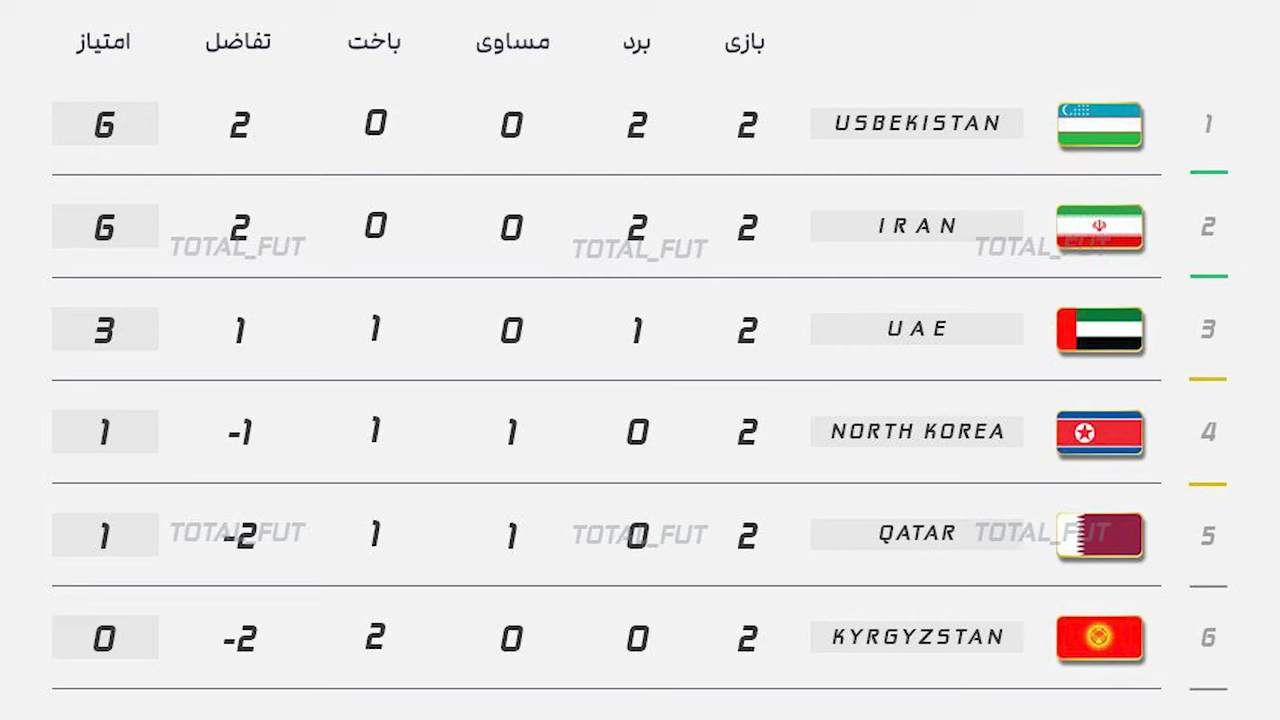 بازی برد مساوی باخت تفاضل امتیاز
1 USBEKISTAN 2 2 0 0 2 6
2 IRAN 2 2 0 0 2 6
TOTAL_FUT TOTAL_FUT TOTAL_FUT
3 UAE 2 1 0 1 1 3
4 NORTH KOREA 2 0 1 1 -1 1
5 QATAR 2 0 1 1 -2 1
TOTAL_FUT TOTAL_FUT TOTAL_FUT
6 KYRGYZSTAN 2 0 0 2 -2 0